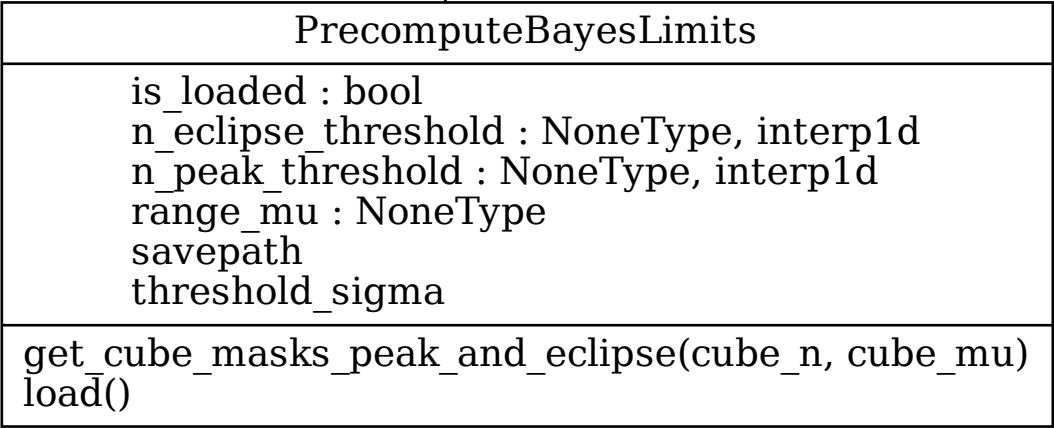 PrecomputeBayesLimits
is_loaded : bool
n_eclipse_threshold : NoneType, interp1d
n_peak_threshold : NoneType, interp1d
range_mu : NoneType
savepath
threshold_sigma
get_cube_masks_peak_and_eclipse(cube_n, cube_mu)
load()